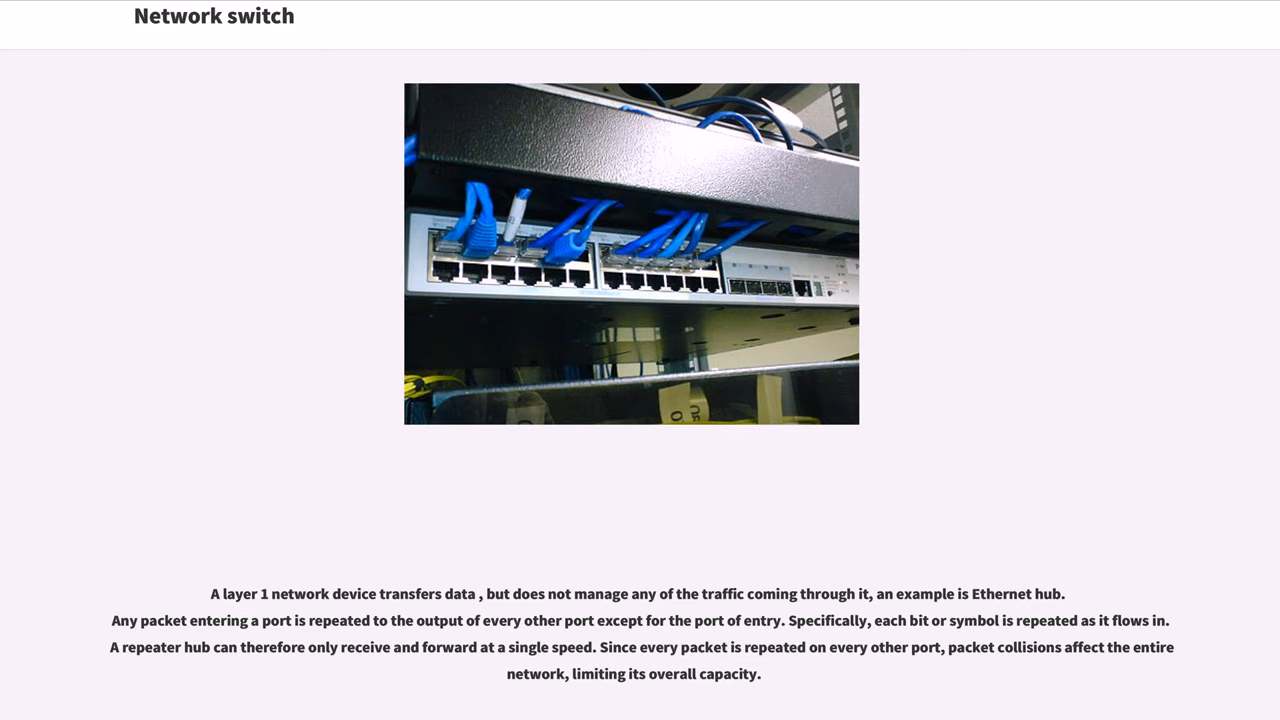 Network switch
A layer 1 network device transfers data , but does not manage any of the traffic coming through it, an example is Ethernet hub.
Any packet entering a port is repeated to the output of every other port except for the port of entry. Specifically, each bit or symbol is repeated as it flows in.
A repeater hub can therefore only receive and forward at a single speed. Since every packet is repeated on every other port, packet collisions affect the entire
network, limiting its overall capacity.